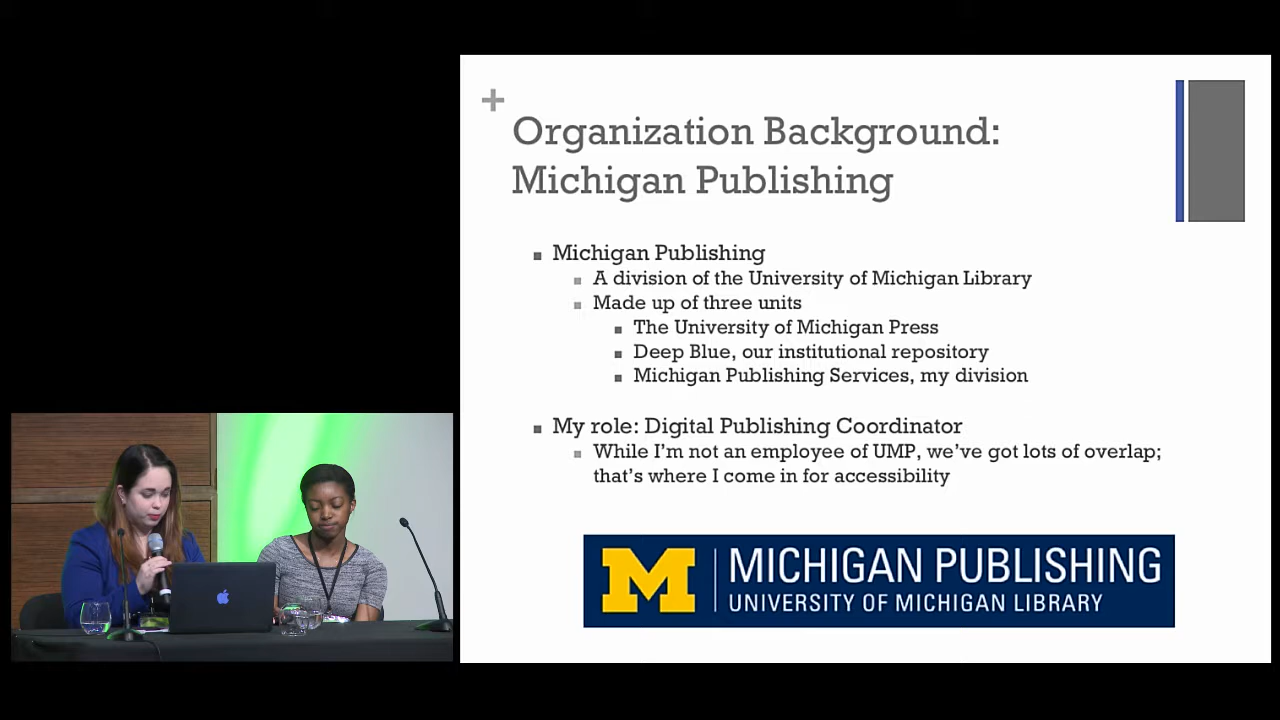 Organization Background:
Michigan Publishing
Michigan Publishing
A division of the University of Michigan Library
Made up of three units
The University of Michigan Press
Deep Blue, our institutional repository
Michigan Publishing Services, my division
My role: Digital Publishing Coordinator
While I'm not an employee of UMP, we've got lots of overlap;
that's where I come in for accessibility
M
MICHIGAN PUBLISHING
UNIVERSITY OF MICHIGAN LIBRARY